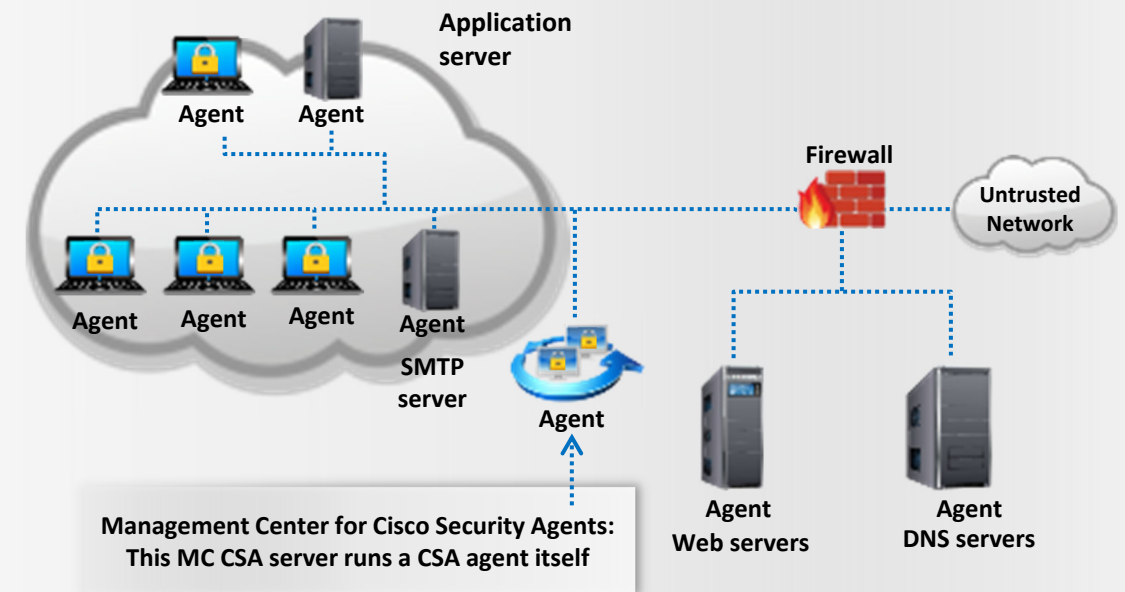 Application
server
Agent
Agent
Firewall
Untrusted
Network
Agent
Agent
Agent
Agent
SMTP
server
Agent
Agent
Web servers
Agent
DNS servers
Management Center for Cisco Security Agents:
This MC CSA server runs a CSA agent itself